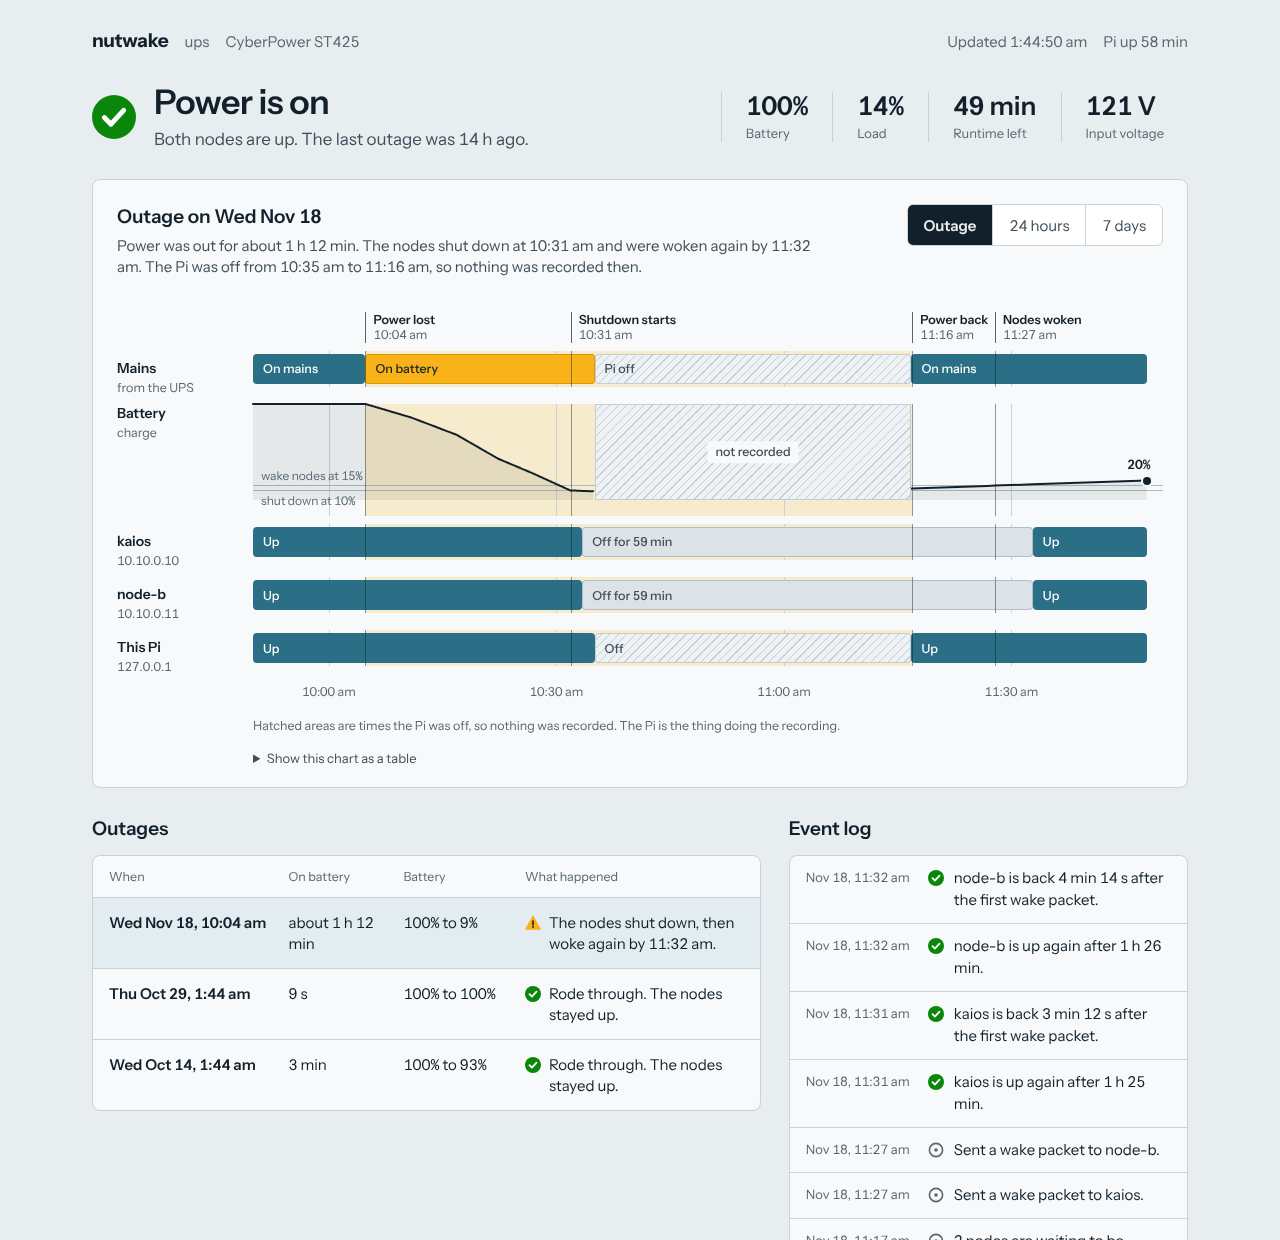 nutwake ups CyberPower ST425
Updated 1:44:50 am Pi up 58 min
Power is on
Both nodes are up. The last outage was 14 h ago.
100%
Battery
14%
Load
49 min
Runtime left
121 V
Input voltage
Outage on Wed Nov 18
Power was out for about 1 h 12 min. The nodes shut down at 10:31 am and were woken again by 11:32
am. The Pi was off from 10:35 am to 11:16 am, so nothing was recorded then.
Outage 24 hours 7 days
Power lost
10:04 am
Shutdown starts
10:31 am
Power back
11:16 am
Nodes woken
11:27 am
Mains
from the UPS
On mains On battery Pi off On mains
Battery
charge
not recorded
20%
wake nodes at 15%
shut down at 10%
kaios
10.10.0.10
Up Off for 59 min Up
node-b
10.10.0.11
Up Off for 59 min Up
This Pi
127.0.0.1
Up Off Up
10:00 am 10:30 am 11:00 am 11:30 am
Hatched areas are times the Pi was off, so nothing was recorded. The Pi is the thing doing the recording.
Show this chart as a table
Outages
When On battery Battery What happened
Wed Nov 18, 10:04 am
about 1 h 12
min
100% to 9%
The nodes shut down, then
woke again by 11:32 am.
Thu Oct 29, 1:44 am
9 s
100% to 100%
Rode through. The nodes
stayed up.
Wed Oct 14, 1:44 am
3 min
100% to 93%
Rode through. The nodes
stayed up.
Event log
Nov 18, 11:32 am
node-b is back 4 min 14 s after
the first wake packet.
Nov 18, 11:32 am
node-b is up again after 1 h 26
min.
Nov 18, 11:31 am
kaios is back 3 min 12 s after
the first wake packet.
Nov 18, 11:31 am
kaios is up again after 1 h 25
min.
Nov 18, 11:27 am
Sent a wake packet to node-b.
Nov 18, 11:27 am
Sent a wake packet to kaios.
Nov 18, 11:17 am
2 nodes are waiting to be